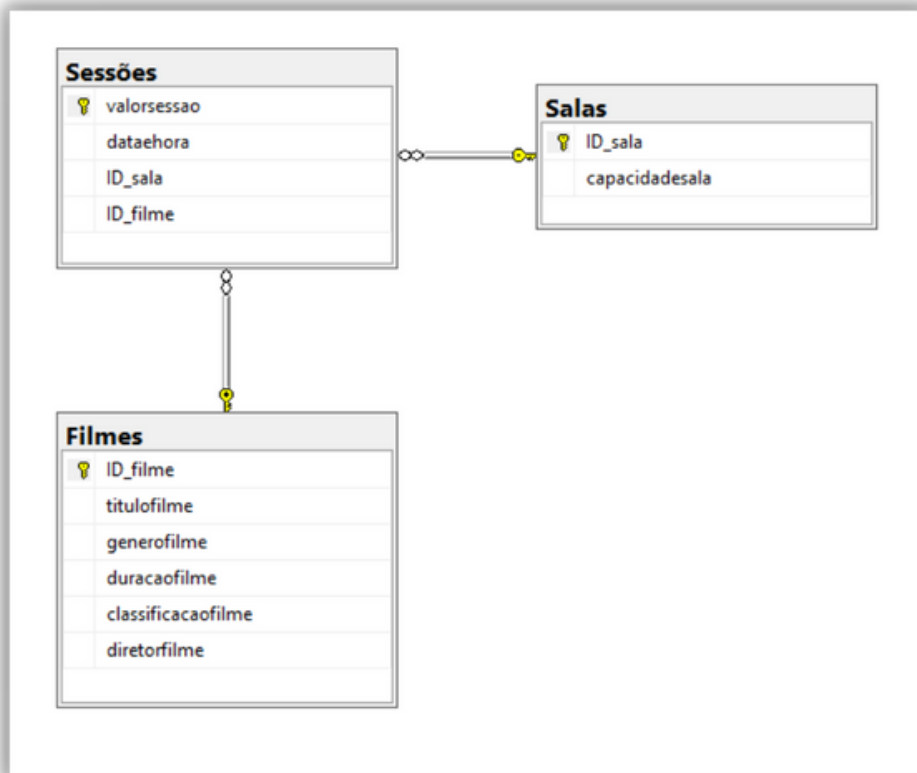 Sessões
valorsessao
dataehora
ID_sala
ID_filme
Salas
ID_sala
capacidadesala
Filmes
ID_filme
titulofilme
generofilme
duracaofilme
classificacaofilme
diretorfilme